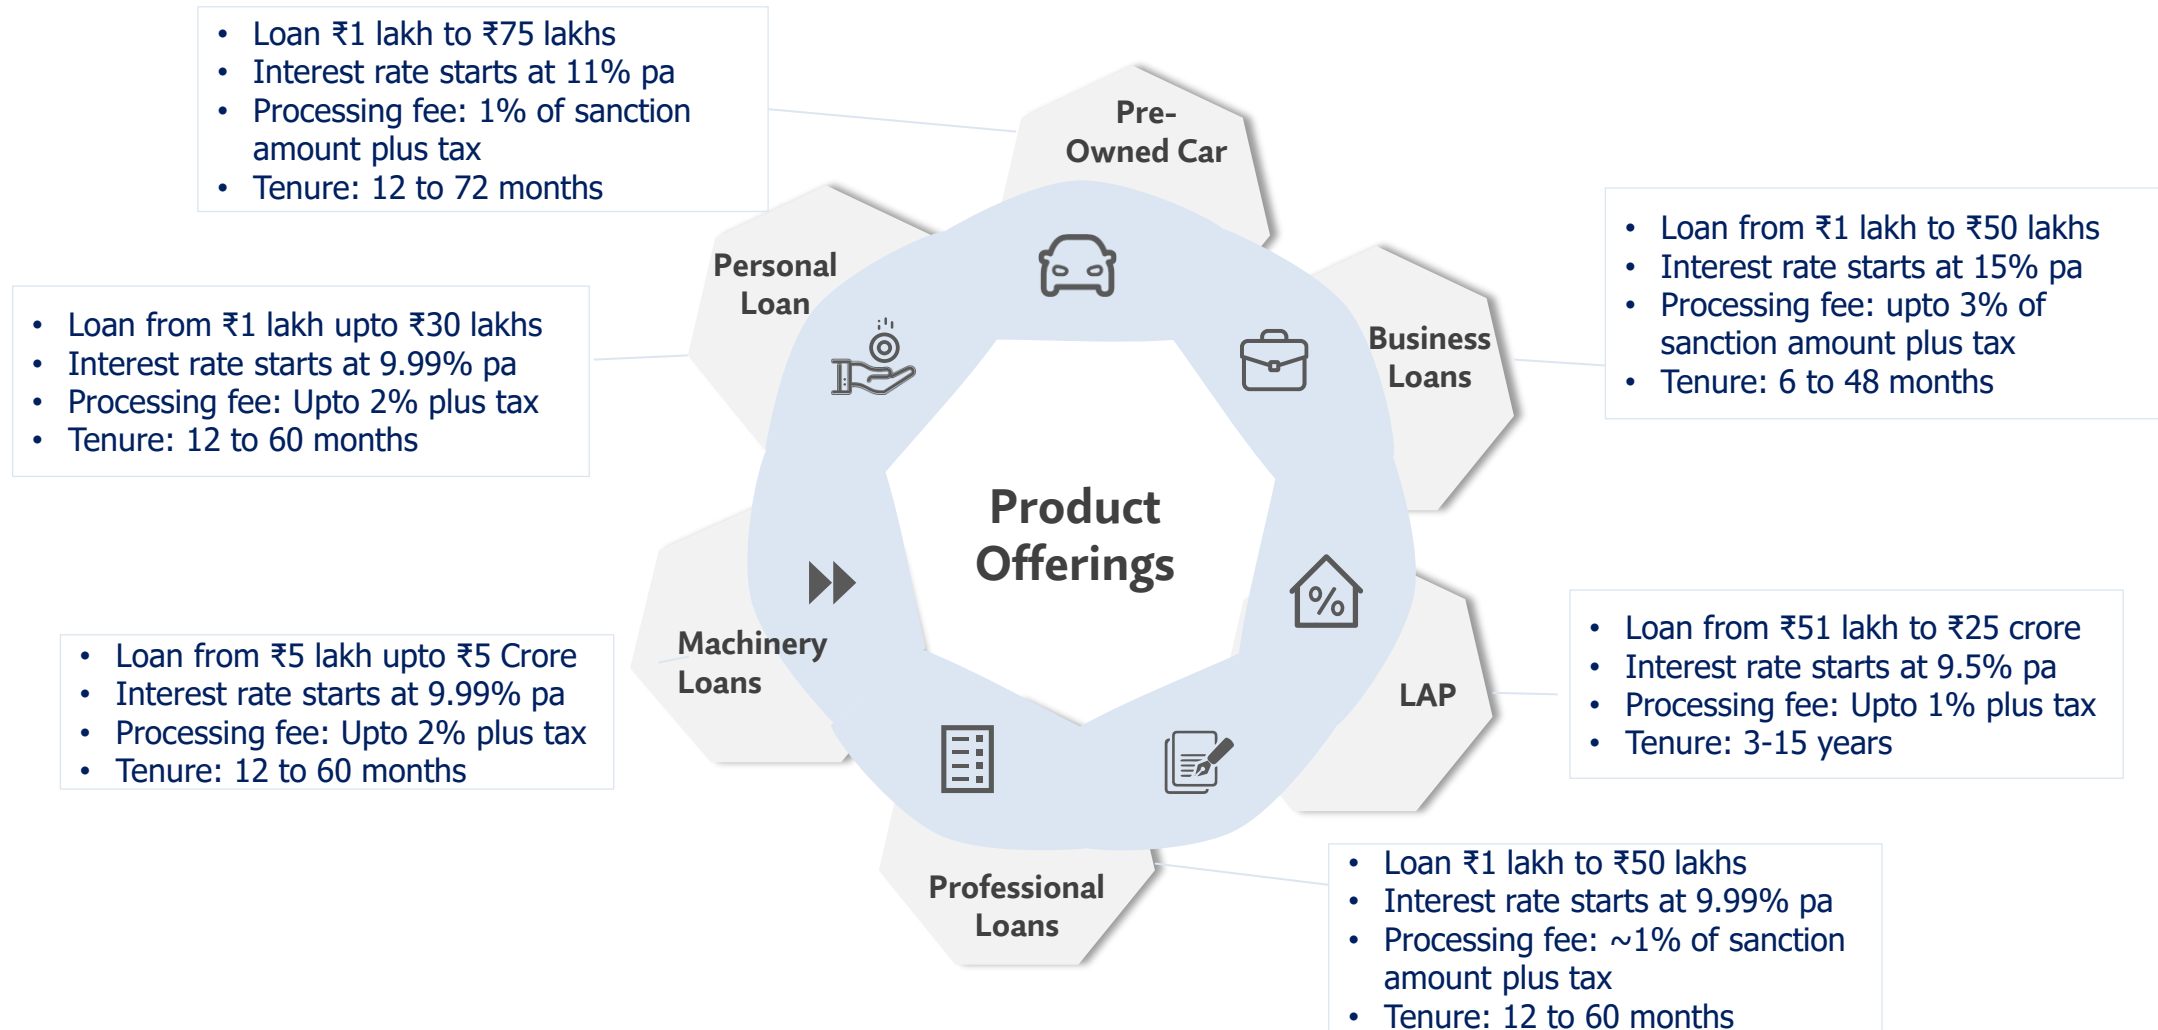 • Loan ₹1 lakh to ₹75 lakhs
• Interest rate starts at 11% pa
• Processing fee: 1% of sanction
amount plus tax
• Tenure: 12 to 72 months
Pre-
Owned Car
Personal
Loan
• Loan from ₹1 lakh upto ₹30 lakhs
• Interest rate starts at 9.99% pa
• Processing fee: Upto 2% plus tax
• Tenure: 12 to 60 months
Business
Loans
• Loan from ₹1 lakh to ₹50 lakhs
• Interest rate starts at 15% pa
• Processing fee: upto 3% of
sanction amount plus tax
• Tenure: 6 to 48 months
Product
Offerings
%
Machinery
Loans
• Loan from ₹5 lakh upto ₹5 Crore
• Interest rate starts at 9.99% pa
• Processing fee: Upto 2% plus tax
• Tenure: 12 to 60 months
LAP
• Loan from ₹51 lakh to ₹25 crore
• Interest rate starts at 9.5% pa
• Processing fee: Upto 1% plus tax
• Tenure: 3-15 years
Professional
Loans
• Loan ₹1 lakh to ₹50 lakhs
• Interest rate starts at 9.99% pa
• Processing fee: ~1% of sanction
amount plus tax
• Tenure: 12 to 60 months